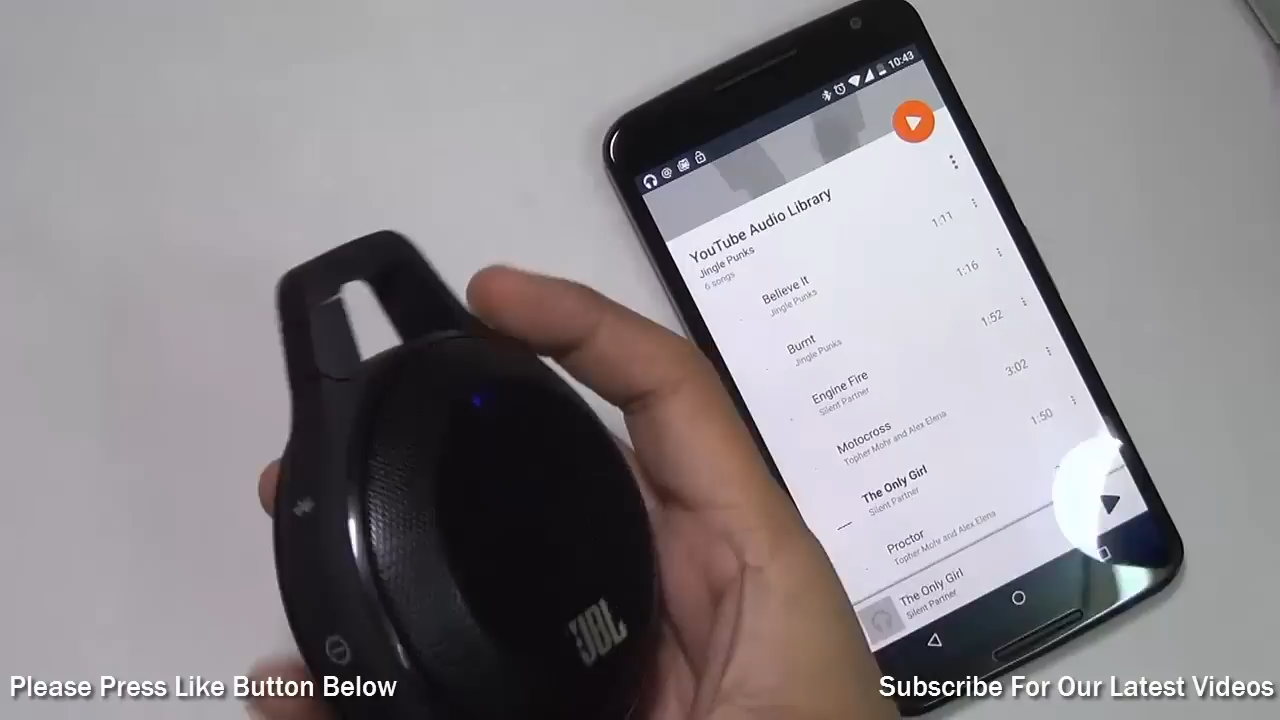 10:43
YouTube Audio Library
Jingle Punks
6 songs
Believe It
Jingle Punks
1:11
Burnt
Jingle Punks
1:16
Engine Fire
Silent Partner
1:52
Motocross
Topher Mohr and Alex Elena
3:02
The Only Girl
Silent Partner
1:50
Proctor
Topher Mohr and Alex Elena
The Only Girl
Silent Partner
JBL
Please Press Like Button Below
Subscribe For Our Latest Videos